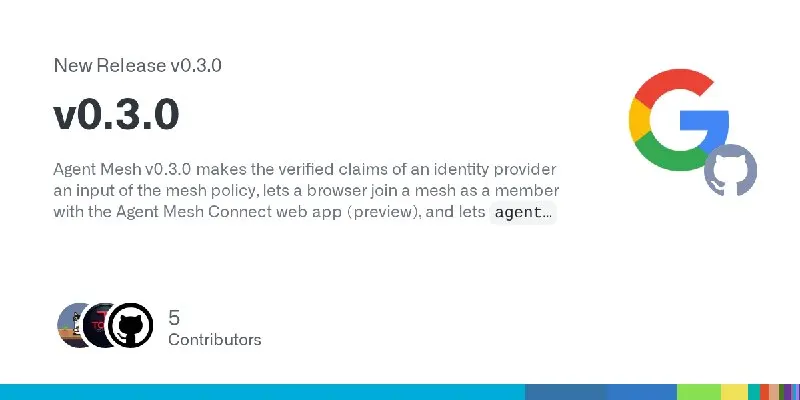 New Release v0.3.0
v0.3.0
Agent Mesh v0.3.0 makes the verified claims of an identity provider
an input of the mesh policy, lets a browser join a mesh as a member
with the Agent Mesh Connect web app (preview), and lets agent…
5
Contributors